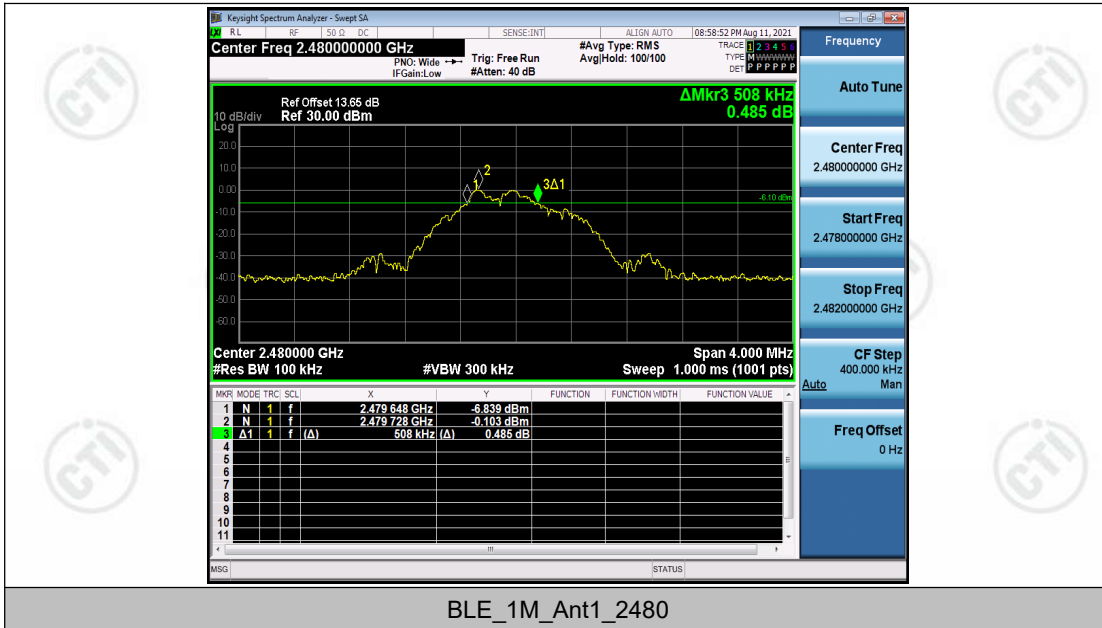 Keysight Spectrum Analyzer - Swept SA
LXI RL RF 50 Ω DC SENSE:INT ALIGN AUTO 08:58:52 PM Aug 11, 2021
Center Freq 2.480000000 GHz
PNO: Wide
IFGain:Low
Trig: Free Run
#Atten: 40 dB
#Avg Type: RMS
Avg|Hold: 100/100
TRACE 1 2 3 4 5 6
TYPE M W W W W W
DET P P P P P P
Frequency
Auto Tune
Center Freq
2.480000000 GHz
Start Freq
2.478000000 GHz
Stop Freq
2.482000000 GHz
CF Step
400.000 kHz
Auto Man
Freq Offset
0 Hz
ΔMkr3 508 kHz
0.485 dB
Ref Offset 13.65 dB
10 dB/div Ref 30.00 dBm
Log
20.0
10.0
0.00
-10.0
-20.0
-30.0
-40.0
-50.0
-60.0
1
2
3Δ1
-6.10 dBm
Center 2.480000 GHz Span 4.000 MHz
#Res BW 100 kHz #VBW 300 kHz Sweep 1.000 ms (1001 pts)
MKR MODE TRC SCL X Y FUNCTION FUNCTION WIDTH FUNCTION VALUE
1 N 1 f 2.479 648 GHz -6.839 dBm
2 N 1 f 2.479 728 GHz -0.103 dBm
3 Δ1 1 f (Δ) 508 kHz (Δ) 0.485 dB
4
5
6
7
8
9
10
11
MSG STATUS
BLE_1M_Ant1_2480
CTI
CTI
CTI
CTI